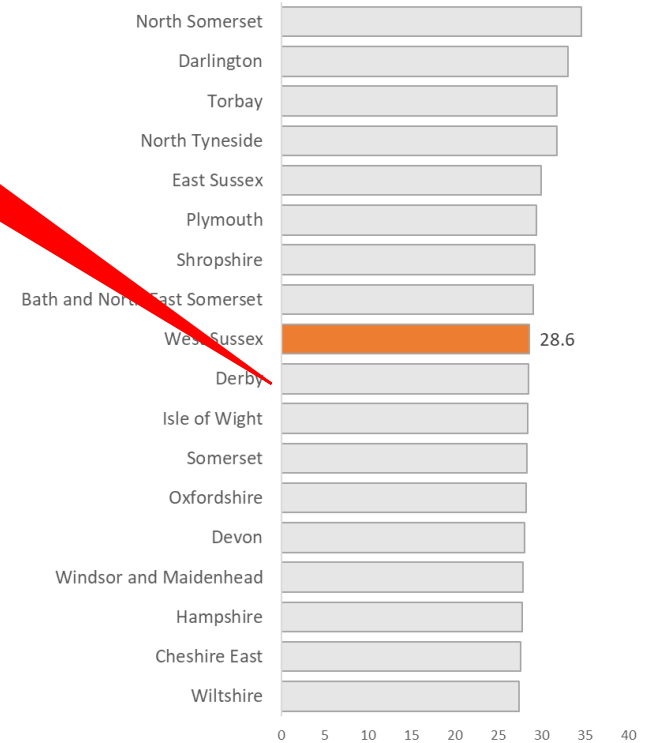 North Somerset
Darlington
Torbay
North Tyneside
East Sussex
Plymouth
Shropshire
Bath and North East Somerset
West Sussex 28.6
Derby
Isle of Wight
Somerset
Oxfordshire
Devon
Windsor and Maidenhead
Hampshire
Cheshire East
Wiltshire
0 5 10 15 20 25 30 35 40